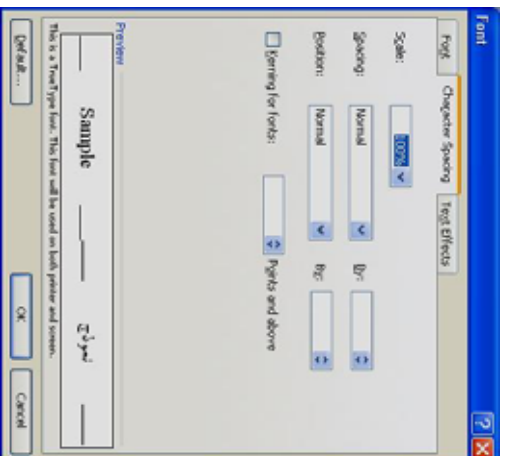 Font
Font Character Spacing Text Effects
Scale: 100%
Spacing: Normal By:
Position: Normal By:
Kerning for fonts: Points and above
Preview
Sample
This is a TrueType font. This font will be used on both printer and screen.
Default... OK Cancel